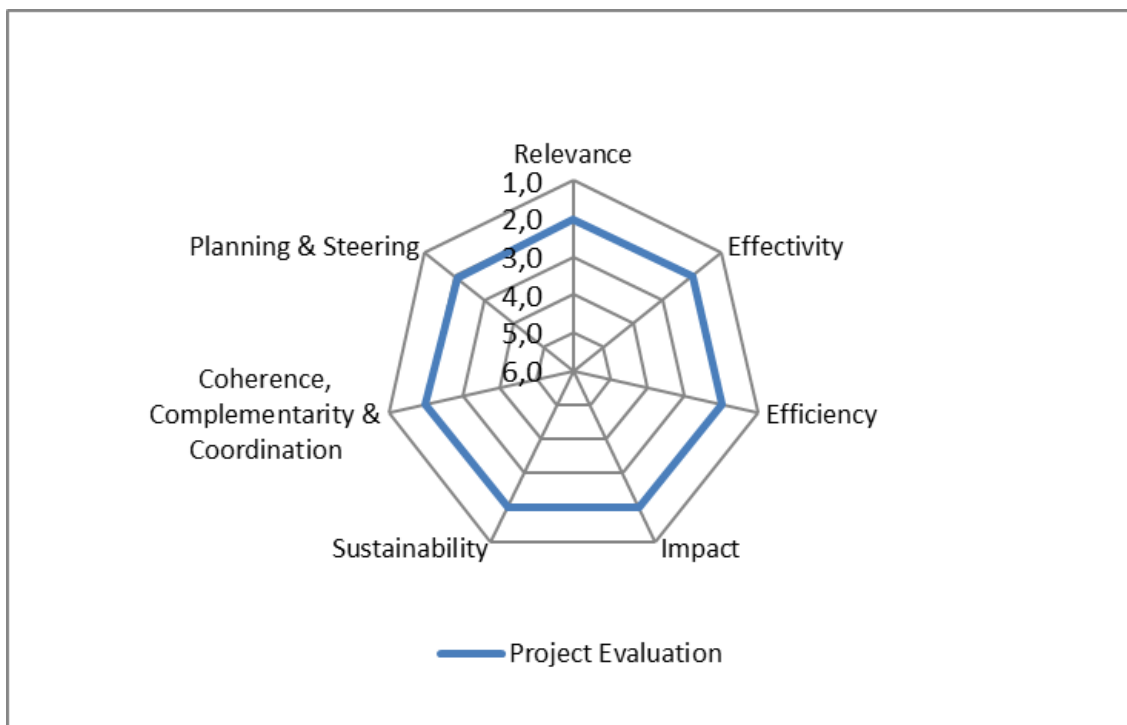 Relevance
1,0
2,0
3,0
4,0
5,0
6,0
Planning & Steering
Effectivity
Coherence,
Complementarity &
Coordination
Efficiency
Sustainability
Impact
Project Evaluation